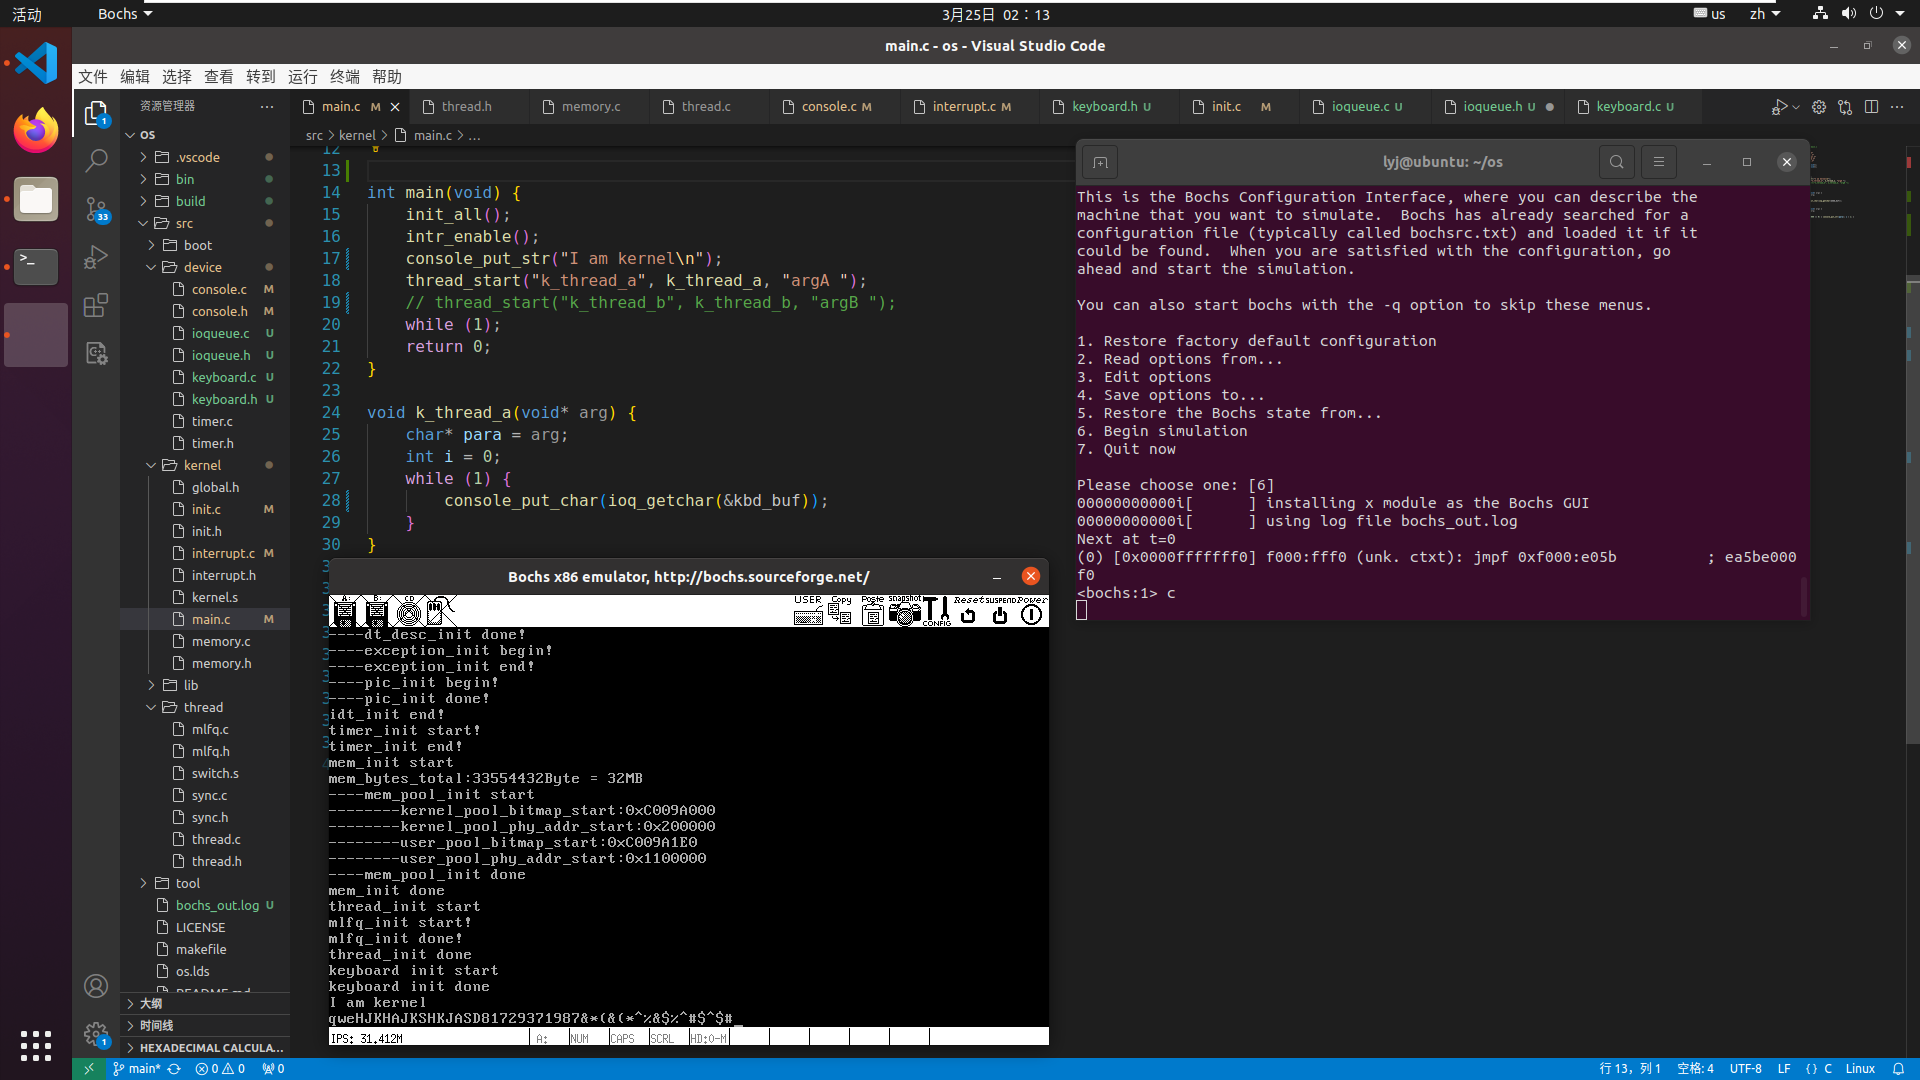 活动
Bochs
3月25日 02：13
us
zh
main.c - os - Visual Studio Code
文件 编辑 选择 查看 转到 运行 终端 帮助
资源管理器
main.c M
thread.h
memory.c
thread.c
console.c M
interrupt.c M
keyboard.h U
init.c M
ioqueue.c U
ioqueue.h U
keyboard.c U
src > kernel > main.c > ...
1
33
OS
.vscode
bin
build
src
boot
device
console.c M
console.h M
ioqueue.c U
ioqueue.h U
keyboard.c U
keyboard.h U
timer.c
timer.h
kernel
global.h
init.c M
init.h
interrupt.c M
interrupt.h
kernel.s
main.c M
memory.c
memory.h
lib
thread
mlfq.c
mlfq.h
switch.s
sync.c
sync.h
thread.c
thread.h
tool
bochs_out.log U
LICENSE
makefile
os.lds
README.md
大纲
时间线
HEXADECIMAL CALCULA...
1
12
13
14 int main(void) {
15 init_all();
16 intr_enable();
17 console_put_str("I am kernel\n");
18 thread_start("k_thread_a", k_thread_a, "argA ");
19 // thread_start("k_thread_b", k_thread_b, "argB ");
20 while (1);
21 return 0;
22 }
23
24 void k_thread_a(void* arg) {
25 char* para = arg;
26 int i = 0;
27 while (1) {
28 console_put_char(ioq_getchar(&kbd_buf));
29 }
30 }
lyj@ubuntu: ~/os
This is the Bochs Configuration Interface, where you can describe the
machine that you want to simulate.  Bochs has already searched for a
configuration file (typically called bochsrc.txt) and loaded it if it
could be found.  When you are satisfied with the configuration, go
ahead and start the simulation.
You can also start bochs with the -q option to skip these menus.
1. Restore factory default configuration
2. Read options from...
3. Edit options
4. Save options to...
5. Restore the Bochs state from...
6. Begin simulation
7. Quit now
Please choose one: [6]
00000000000i[      ] installing x module as the Bochs GUI
00000000000i[      ] using log file bochs_out.log
Next at t=0
(0) [0x0000fffffff0] f000:fff0 (unk. ctxt): jmpf 0xf000:e05b          ; ea5be000
f0
<bochs:1> c
Bochs x86 emulator, http://bochs.sourceforge.net/
A: B: CD USER Copy Paste Snapshot CONFIG Reset SUSPEND Power
----dt_desc_init done!
----exception_init begin!
----exception_init end!
----pic_init begin!
----pic_init done!
idt_init end!
timer_init start!
timer_init end!
mem_init start
mem_bytes_total:33554432Byte = 32MB
----mem_pool_init start
--------kernel_pool_bitmap_start:0xC009A000
--------kernel_pool_phy_addr_start:0x200000
--------user_pool_bitmap_start:0xC009A1E0
--------user_pool_phy_addr_start:0x1100000
----mem_pool_init done
mem_init done
thread_init start
mlfq_init start!
mlfq_init done!
thread_init done
keyboard init start
keyboard init done
I am kernel
qweHJKHAJKSHKJASD81729371987&*(&(*^%&$%^#$^$#_
IPS: 31.412M A: NUM CAPS SCRL HD:0-M
main* 0 0 0
行 13，列 1 空格: 4 UTF-8 LF {} C Linux